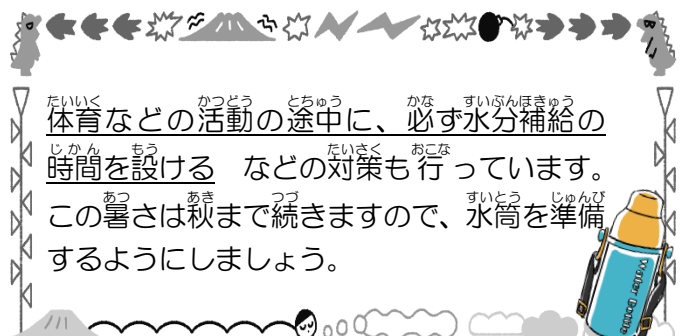 体育などの活動の途中に、必ず水分補給の
時間を設ける　などの対策も行っています。
この暑さは秋まで続きますので、水筒を準備
するようにしましょう。
Water Bottle